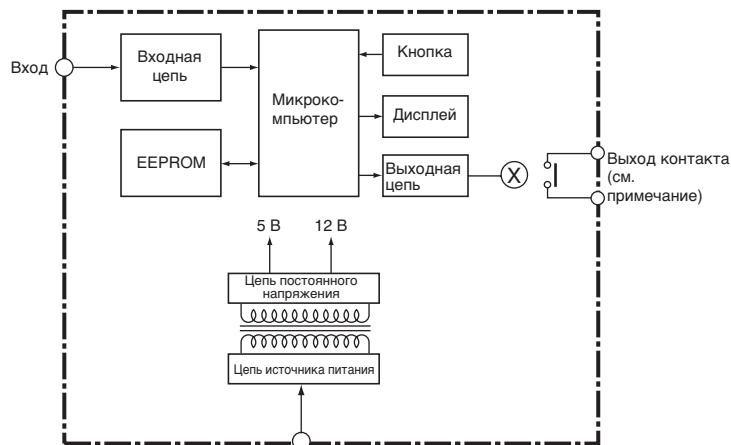 Вход
Входная
цепь
Микроко-
мпьютер
Кнопка
Дисплей
EEPROM
Выходная
цепь
X
Выход контакта
(см.
примечание)
5 В
12 В
Цепь постоянного
напряжения
Цепь источника питания